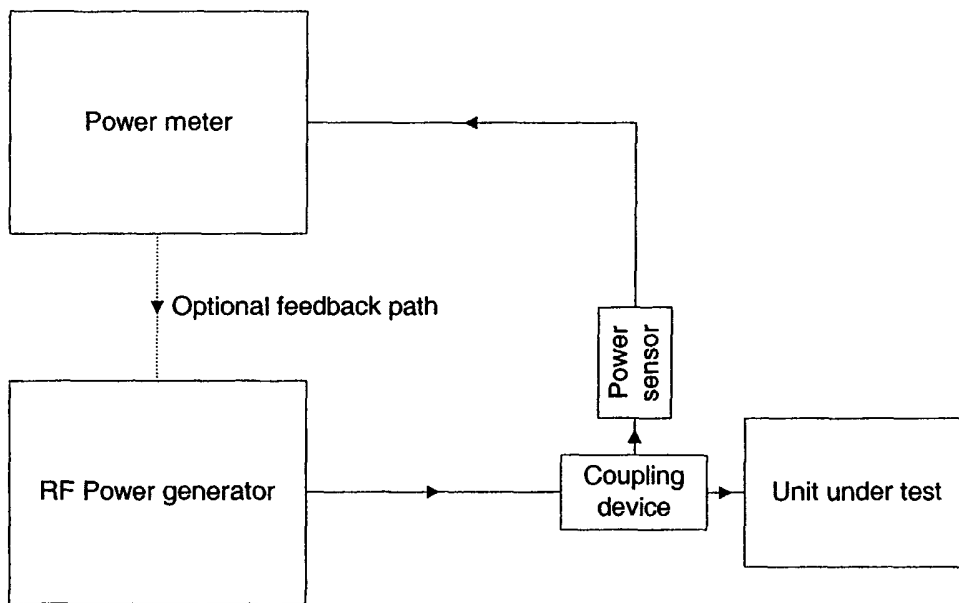 Power meter
Optional feedback path
Power
sensor
RF Power generator
Coupling
device
Unit under test